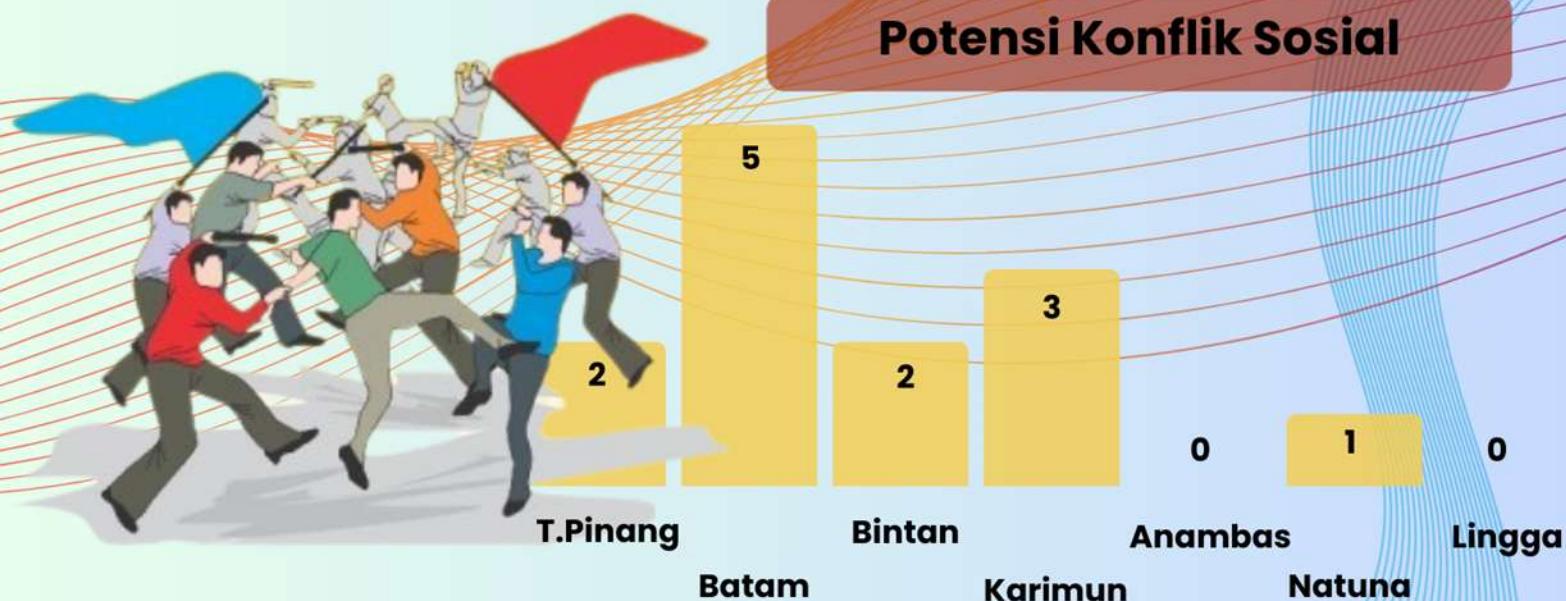 Potensi Konflik Sosial
5
3
2
2
0
1
0
T.Pinang
Bintan
Anambas
Lingga
Batam
Karimun
Natuna